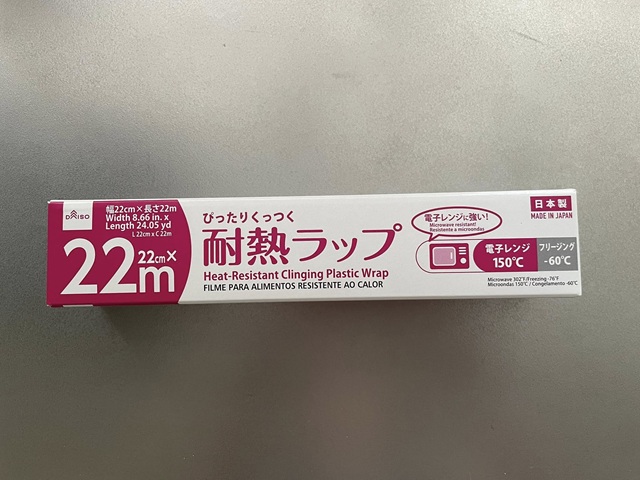 DAISO
幅22cm×長さ22m
Width 8.66 in. x
Length 24.05 yd
L 22cm x C 22m
22cm×
22m
ぴったりくっつく
耐熱ラップ
Heat-Resistant Clinging Plastic Wrap
FILME PARA ALIMENTOS RESISTENTE AO CALOR
電子レンジに強い!
Microwave resistant!
Resistente a microondas
日本製
MADE IN JAPAN
電子レンジ
150℃
フリージング
-60℃
Microwave 302°F/Freezing -76°F
Microondas 150℃ / Congelamento -60℃